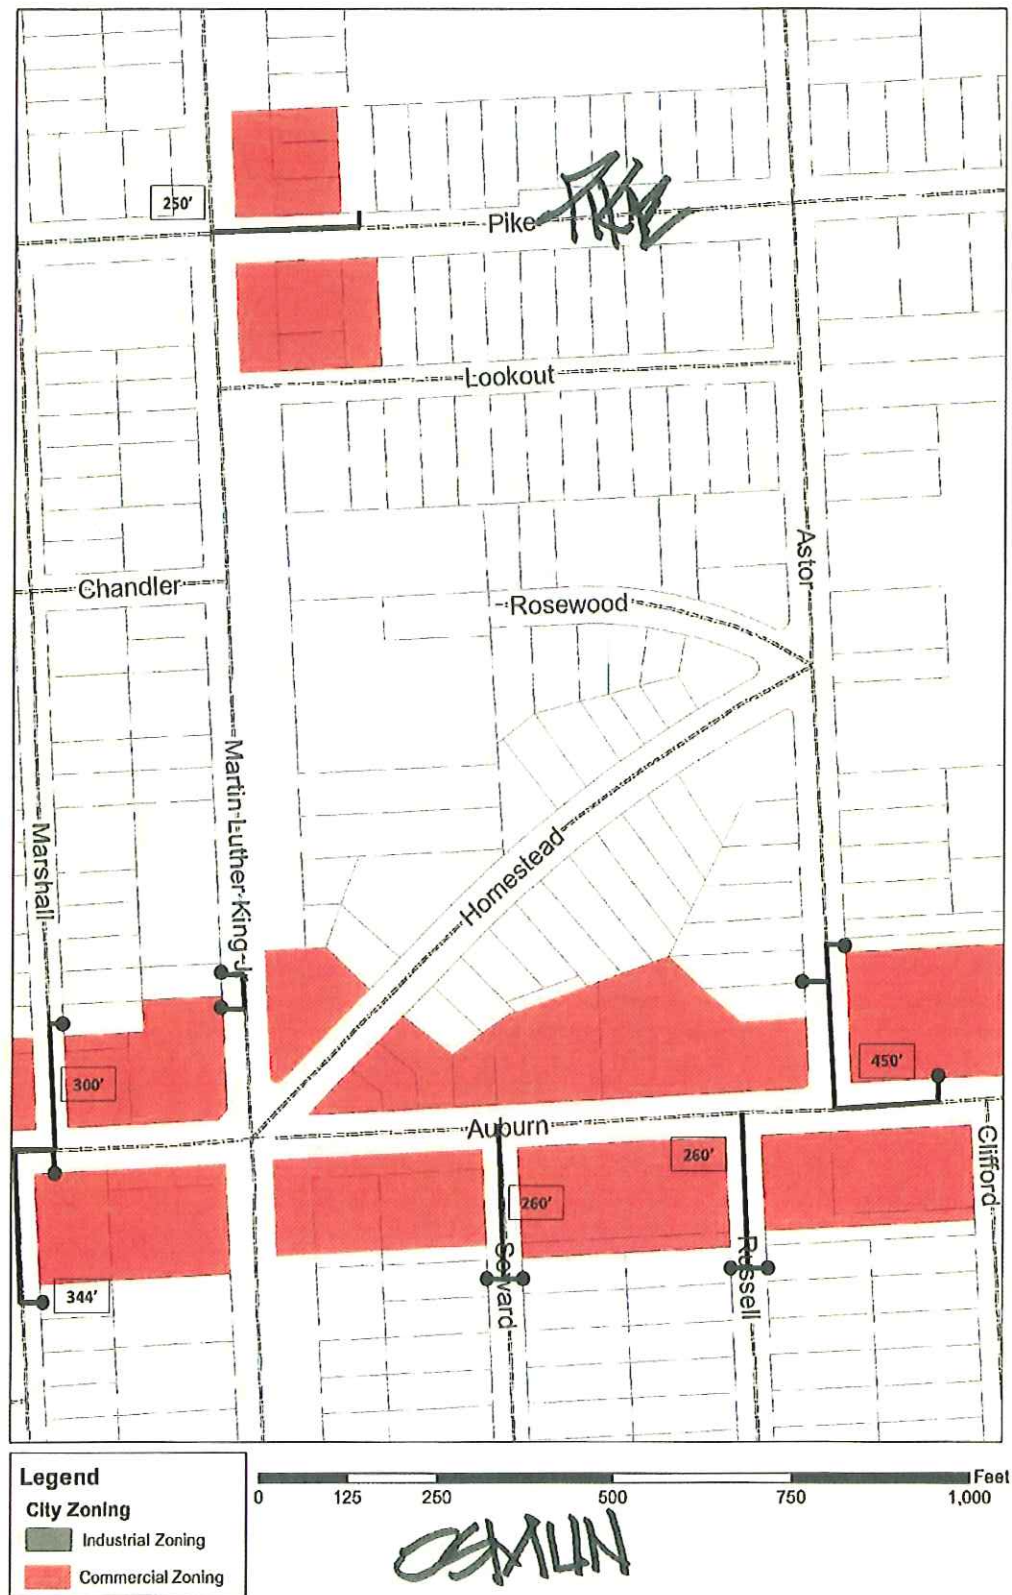 250'
Pike
PIKE
Lookout
Astor
Chandler
Rosewood
Martin Luther King Jr
Marshall
Homestead
300'
450'
Auburn
260'
Clifford
260'
Seward
Russell
344'
Legend
City Zoning
Industrial Zoning
Commercial Zoning
Feet
0 125 250 500 750 1,000
OSMUN